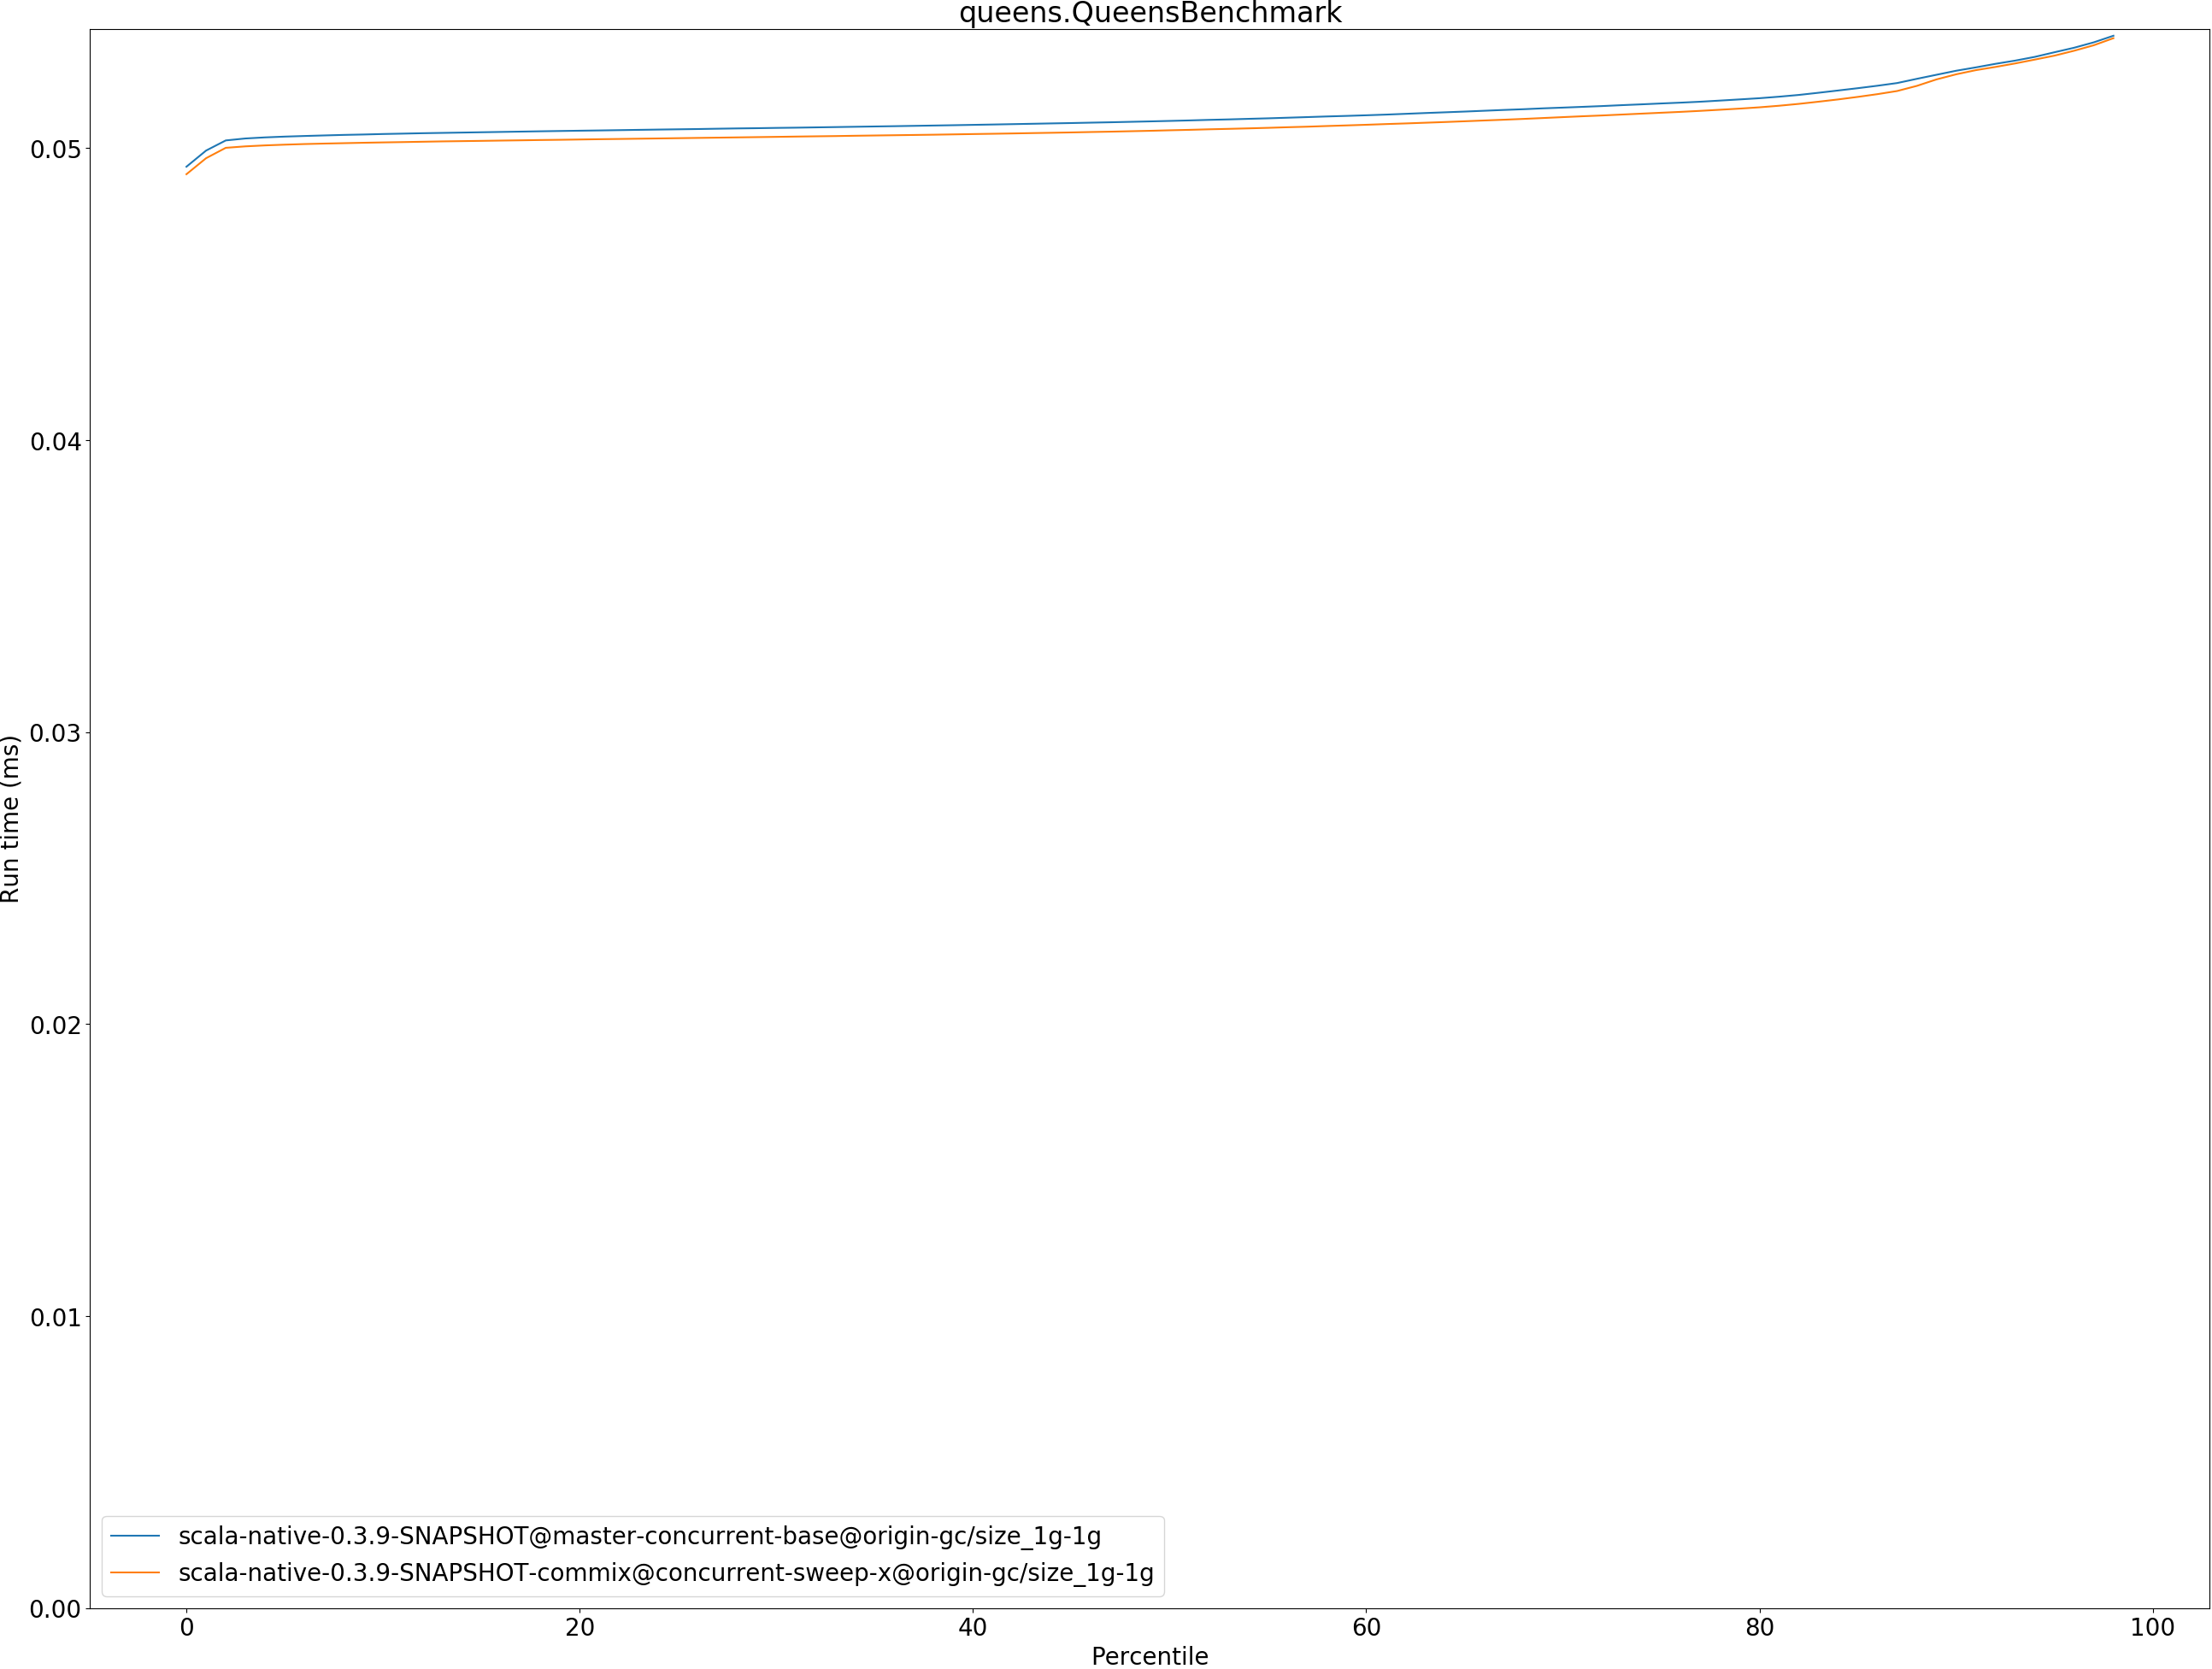 queens.QueensBenchmark
0.05
0.04
0.03
0.02
0.01
0.00
Run time (ms)
scala-native-0.3.9-SNAPSHOT@master-concurrent-base@origin-gc/size_1g-1g
scala-native-0.3.9-SNAPSHOT-commix@concurrent-sweep-x@origin-gc/size_1g-1g
0 20 40 60 80 100
Percentile